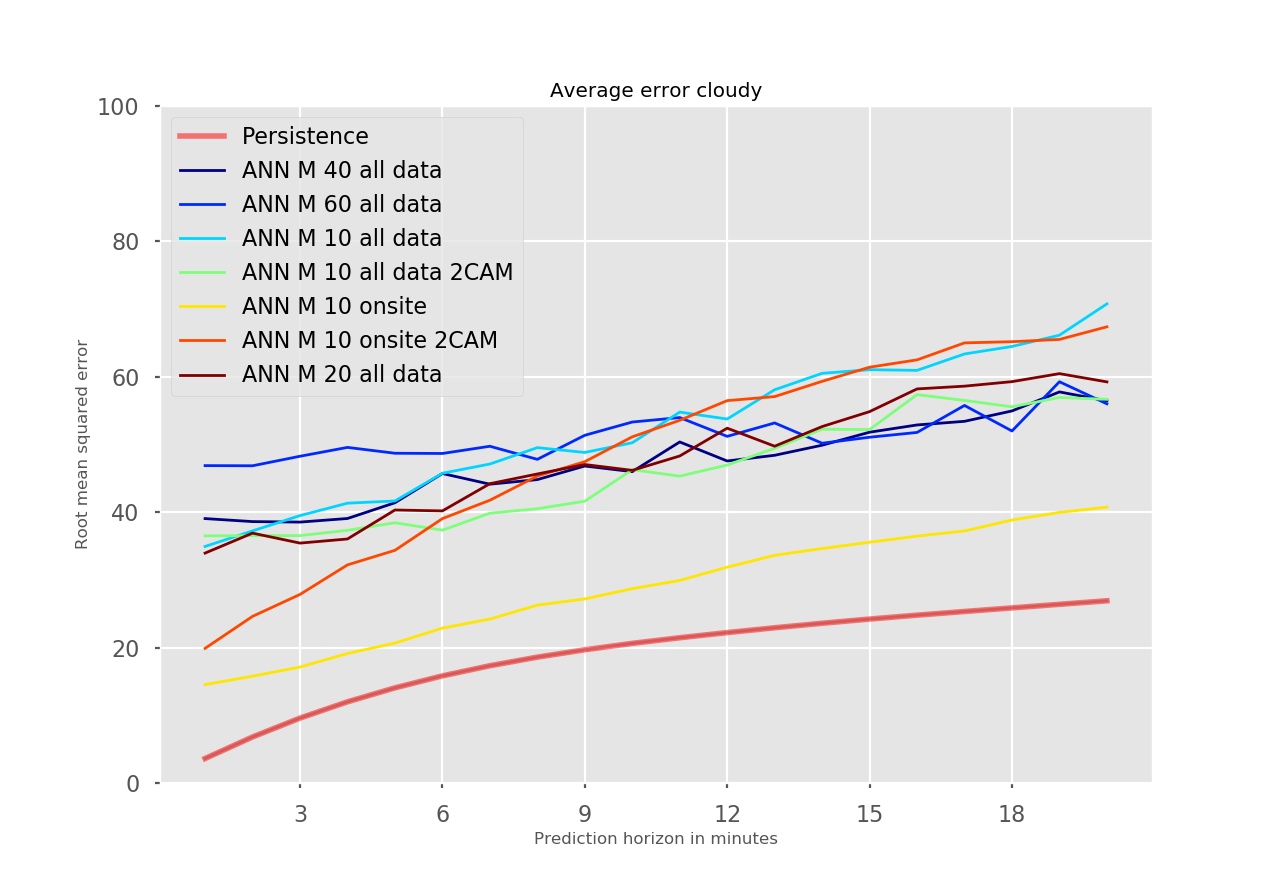 Average error cloudy
100
80
60
40
20
0
Root mean squared error
Persistence
ANN M 40 all data
ANN M 60 all data
ANN M 10 all data
ANN M 10 all data 2CAM
ANN M 10 onsite
ANN M 10 onsite 2CAM
ANN M 20 all data
3 6 9 12 15 18
Prediction horizon in minutes